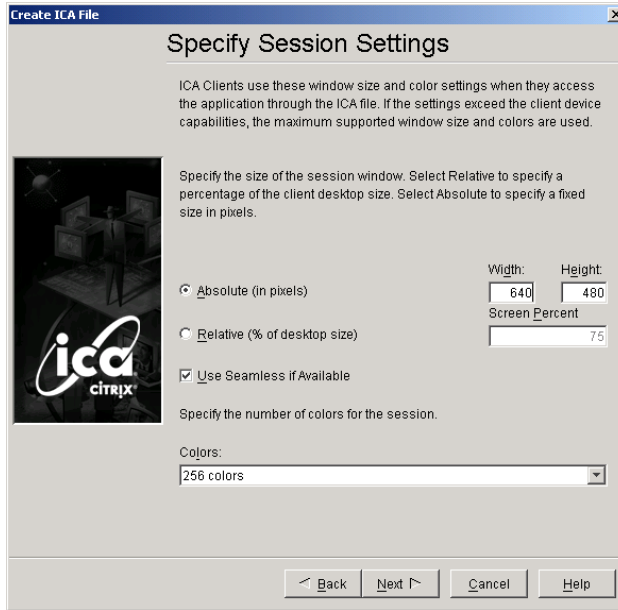 Create ICA File
Specify Session Settings
ICA Clients use these window size and color settings when they access
the application through the ICA file. If the settings exceed the client device
capabilities, the maximum supported window size and colors are used.
Specify the size of the session window. Select Relative to specify a
percentage of the client desktop size. Select Absolute to specify a fixed
size in pixels.
Width: Height:
Absolute (in pixels) 640 480
Screen Percent
Relative (% of desktop size) 75
Use Seamless if Available
ica
CITRIX
Specify the number of colors for the session.
Colors:
256 colors
Back Next Cancel Help